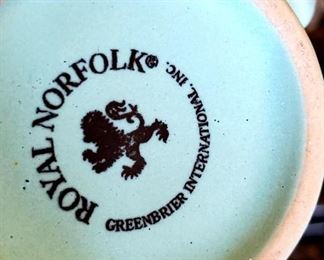 ROYAL NORFOLK®
GREENBRIER INTERNATIONAL, INC.